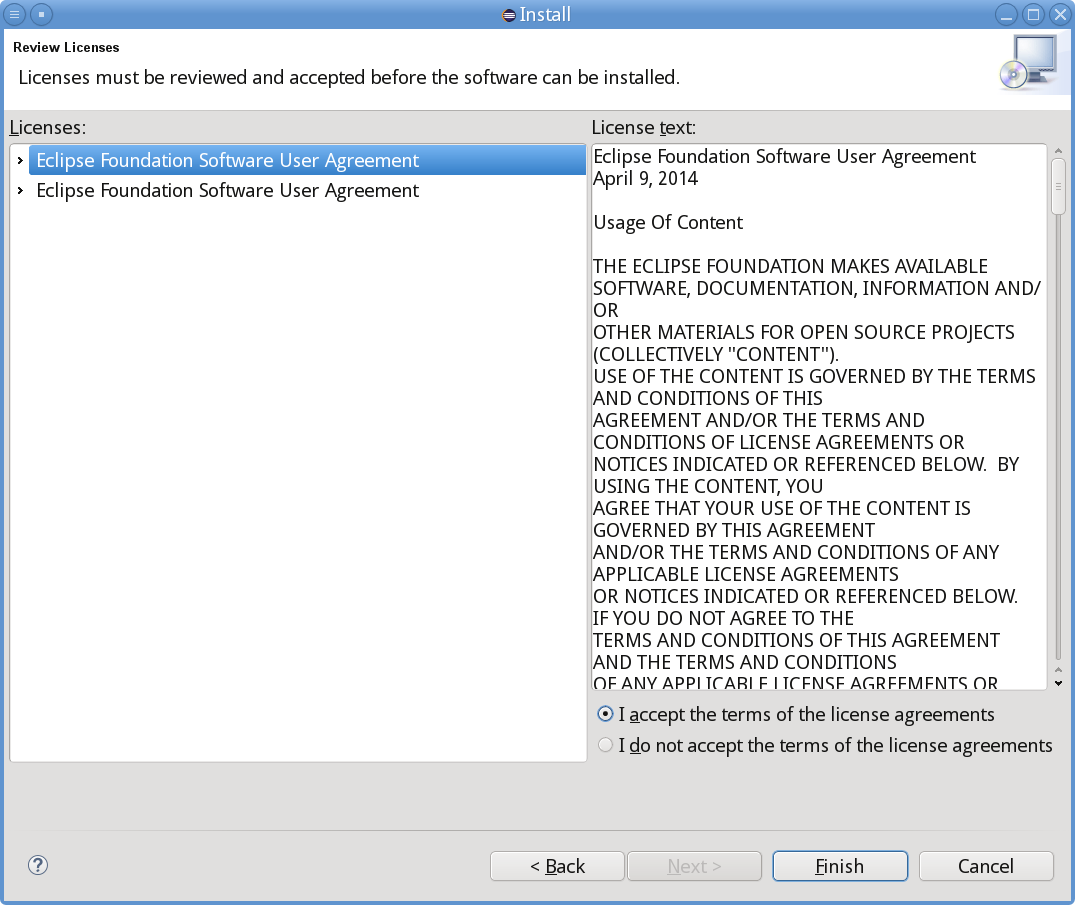 Install
Review Licenses
Licenses must be reviewed and accepted before the software can be installed.
Licenses:
Eclipse Foundation Software User Agreement
Eclipse Foundation Software User Agreement
License text:
Eclipse Foundation Software User Agreement
April 9, 2014
Usage Of Content
THE ECLIPSE FOUNDATION MAKES AVAILABLE
SOFTWARE, DOCUMENTATION, INFORMATION AND/
OR
OTHER MATERIALS FOR OPEN SOURCE PROJECTS
(COLLECTIVELY "CONTENT").
USE OF THE CONTENT IS GOVERNED BY THE TERMS
AND CONDITIONS OF THIS
AGREEMENT AND/OR THE TERMS AND
CONDITIONS OF LICENSE AGREEMENTS OR
NOTICES INDICATED OR REFERENCED BELOW.  BY
USING THE CONTENT, YOU
AGREE THAT YOUR USE OF THE CONTENT IS
GOVERNED BY THIS AGREEMENT
AND/OR THE TERMS AND CONDITIONS OF ANY
APPLICABLE LICENSE AGREEMENTS
OR NOTICES INDICATED OR REFERENCED BELOW.
IF YOU DO NOT AGREE TO THE
TERMS AND CONDITIONS OF THIS AGREEMENT
AND THE TERMS AND CONDITIONS
OF ANY APPLICABLE LICENSE AGREEMENTS OR
I accept the terms of the license agreements
I do not accept the terms of the license agreements
?
< Back
Next >
Finish
Cancel